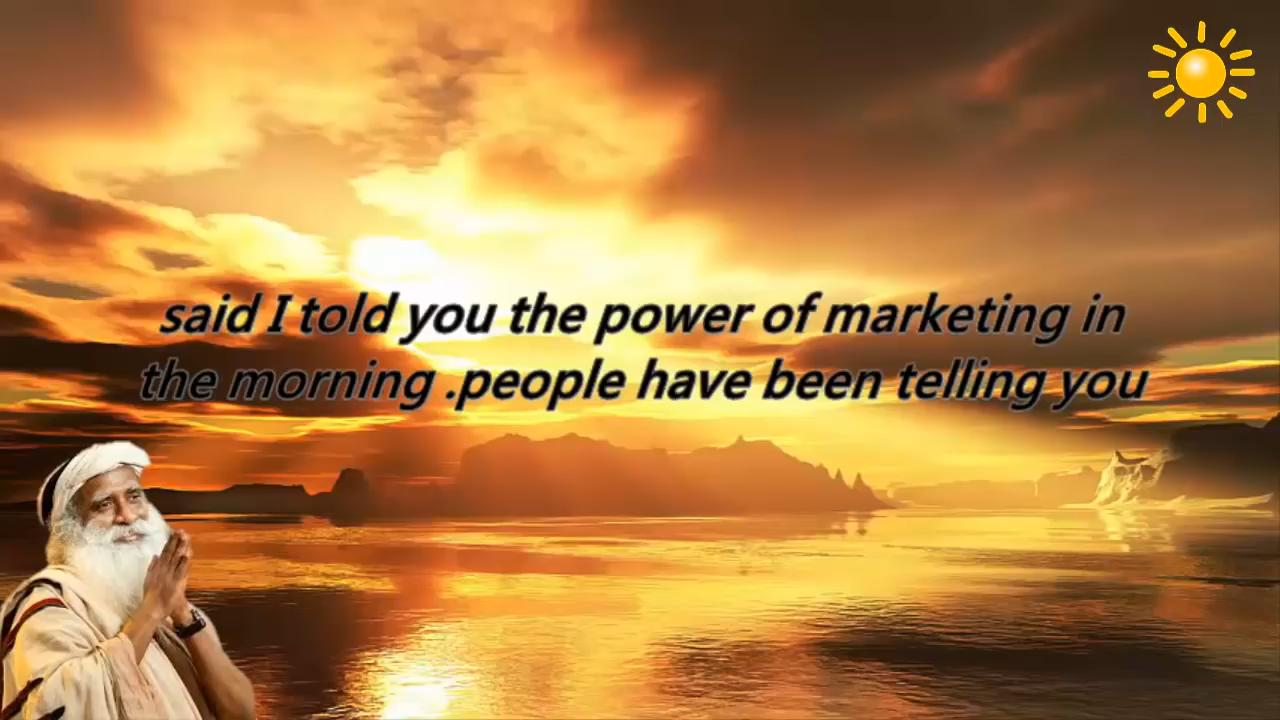 said I told you the power of marketing in
the morning .people have been telling you